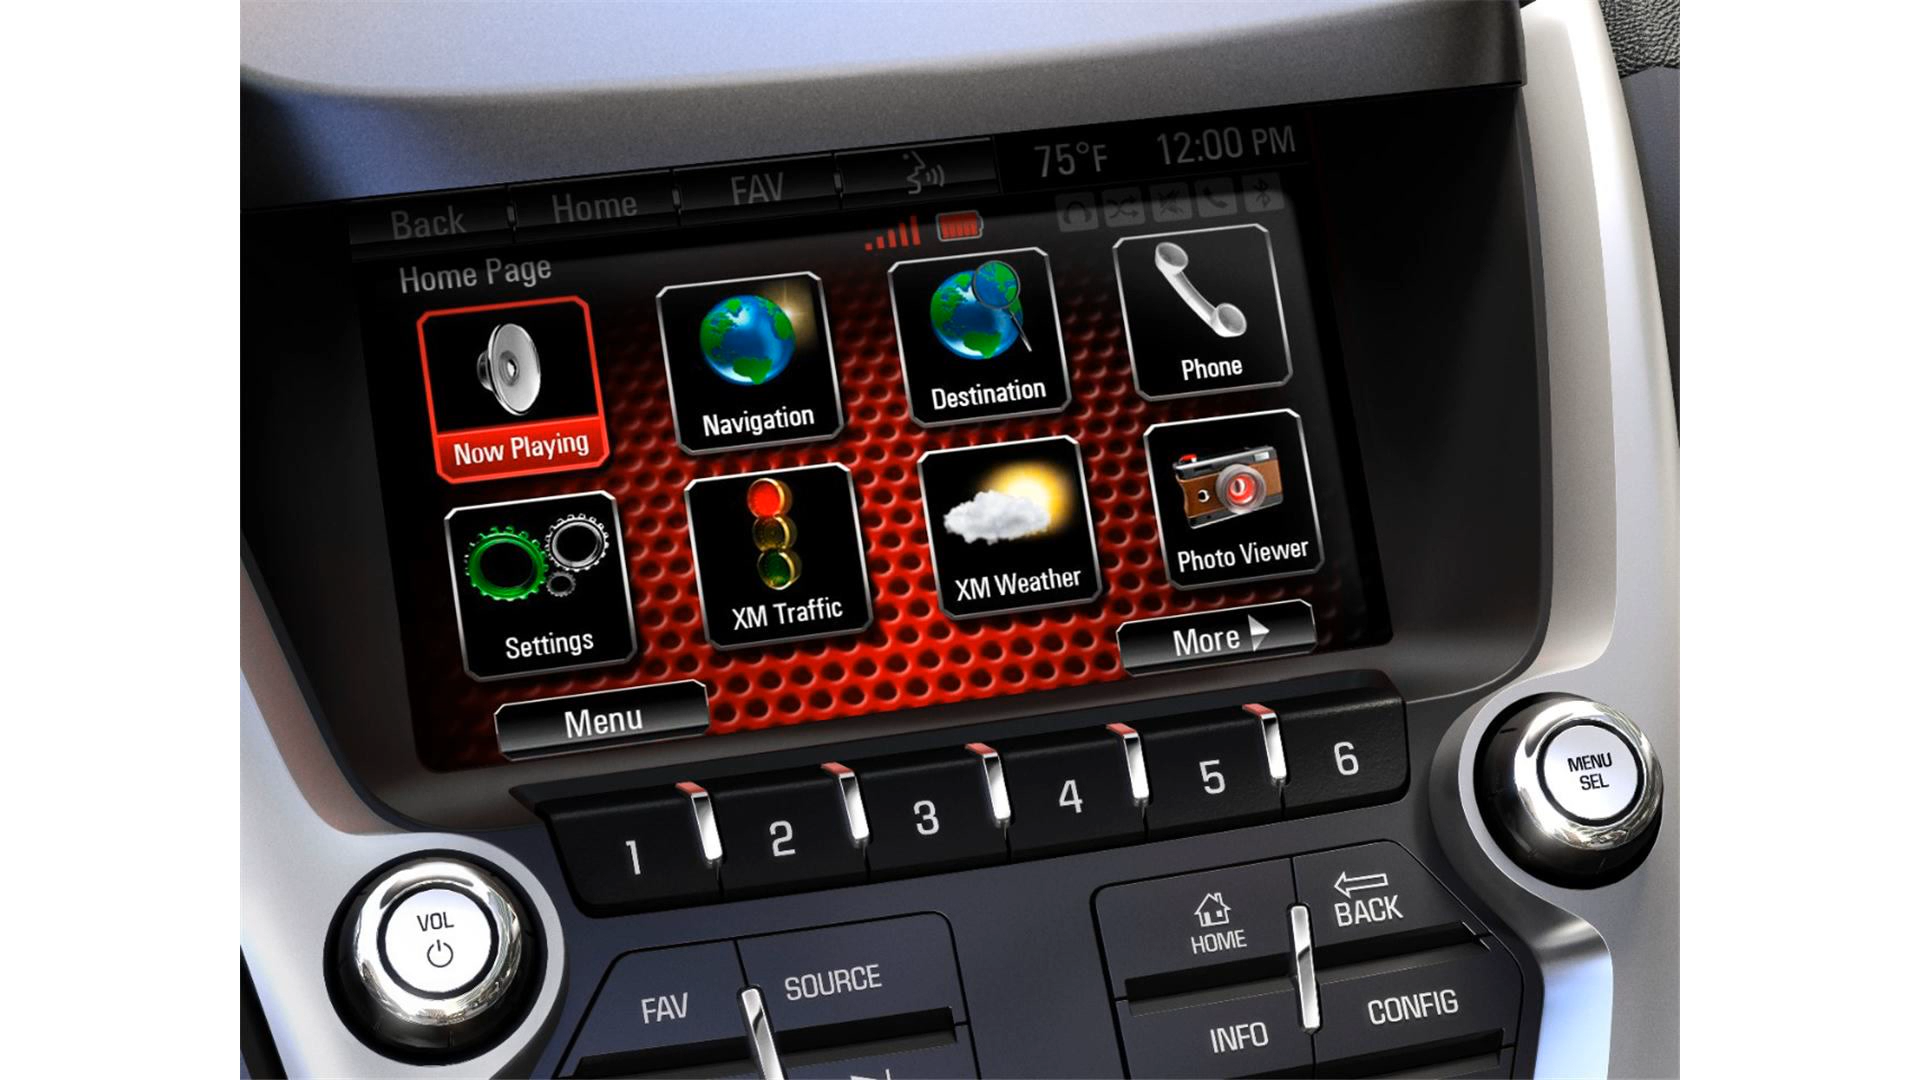 75°F 12:00 PM
Back Home FAV
Home Page
Now Playing
Navigation
Destination
Phone
Settings
XM Traffic
XM Weather
Photo Viewer
Menu
More
1 2 3 4 5 6
MENU
SEL
VOL
FAV
SOURCE
HOME
BACK
INFO
CONFIG